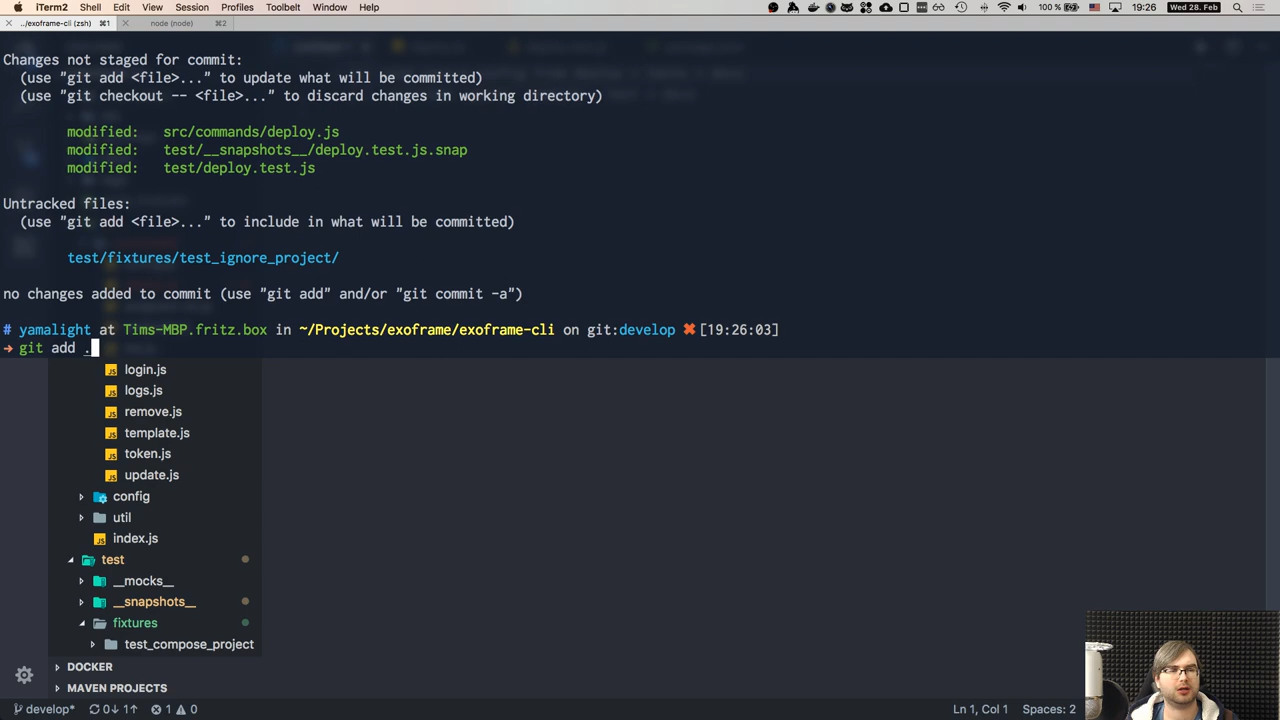 iTerm2 Shell Edit View Session Profiles Toolbelt Window Help 100 % 19:26 Wed 28. Feb
../exoframe-cli (zsh) ⌘1 node (node) ⌘2
Changes not staged for commit:
(use "git add <file>..." to update what will be committed)
(use "git checkout -- <file>..." to discard changes in working directory)
modified: src/commands/deploy.js
modified: test/__snapshots__/deploy.test.js.snap
modified: test/deploy.test.js
Untracked files:
(use "git add <file>..." to include in what will be committed)
test/fixtures/test_ignore_project/
no changes added to commit (use "git add" and/or "git commit -a")
# yamalight at Tims-MBP.fritz.box in ~/Projects/exoframe/exoframe-cli on git:develop ✖ [19:26:03]
→ git add .
login.js
logs.js
remove.js
template.js
token.js
update.js
config
util
index.js
test
__mocks__
__snapshots__
fixtures
test_compose_project
DOCKER
MAVEN PROJECTS
develop* 0↓ 1↑ 1 0 Ln 1, Col 1 Spaces: 2